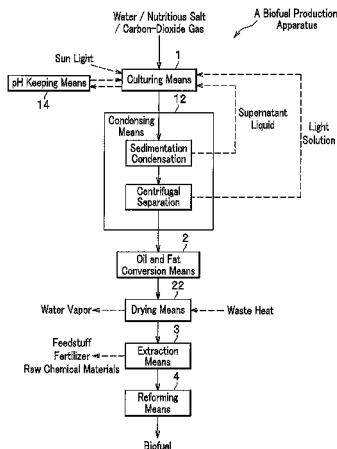 Water / Nutritious Salt
/ Carbon-Dioxide Gas
A Biofuel Production
Apparatus
Sun Light
1
pH Keeping Means
Culturing Means
14
12
Condensing
Means
Sedimentation
Condensation
Supernatant
Liquid
Light
Solution
Centrifugal
Separation
2
Oil and Fat
Conversion Means
22
Water Vapor
Drying Means
Waste Heat
3
Feedstuff
Fertilizer
Raw Chemical Materials
Extraction
Means
4
Reforming
Means
Biofuel